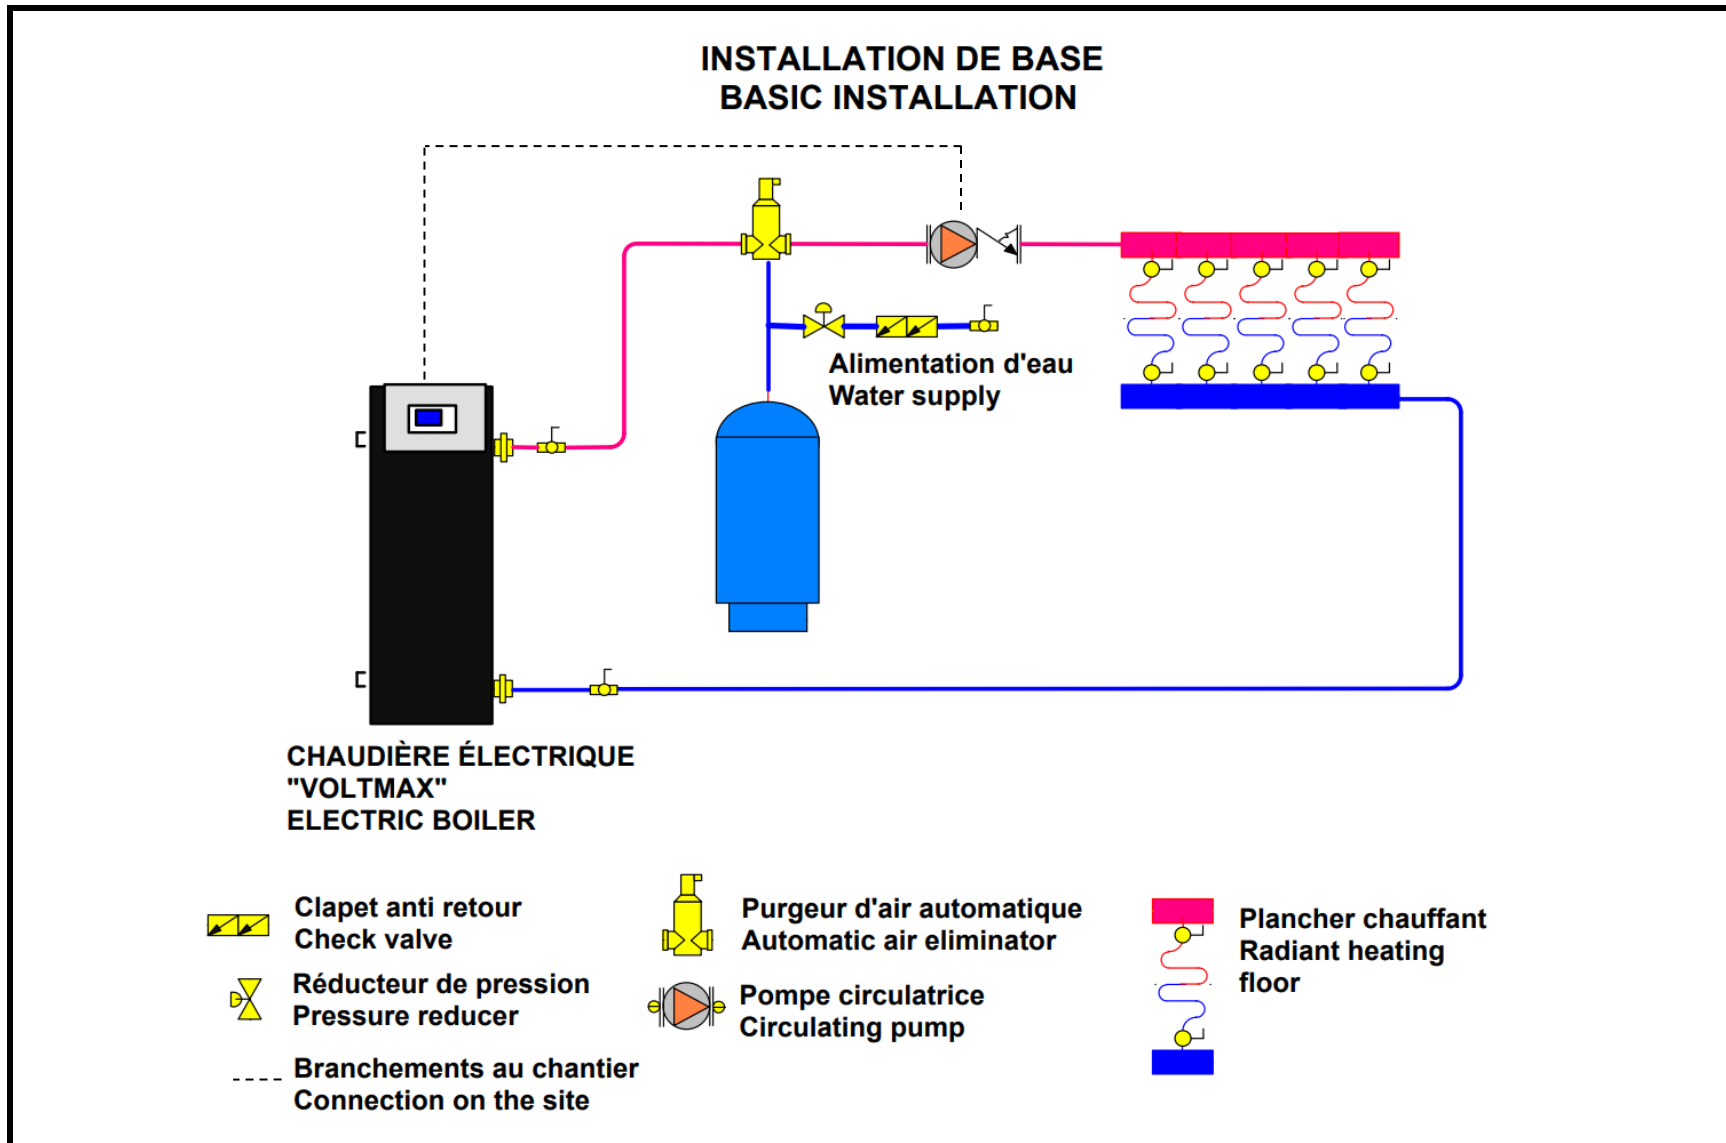 INSTALLATION DE BASE
BASIC INSTALLATION
Alimentation d'eau
Water supply
CHAUDIÈRE ÉLECTRIQUE
"VOLTMAX"
ELECTRIC BOILER
Clapet anti retour
Check valve
Réducteur de pression
Pressure reducer
Branchements au chantier
Connection on the site
Purgeur d'air automatique
Automatic air eliminator
Pompe circulatrice
Circulating pump
Plancher chauffant
Radiant heating
floor